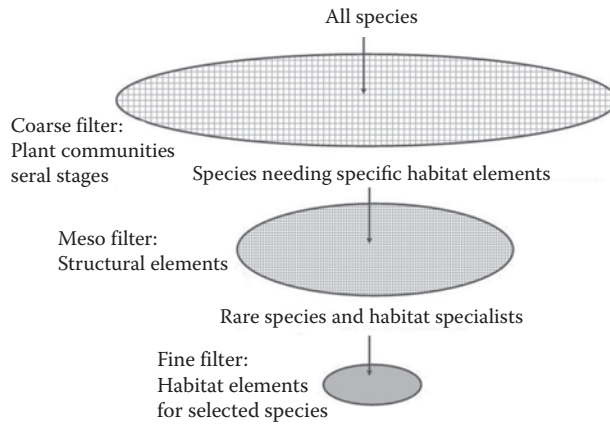 All species
Coarse filter:
Plant communities
seral stages
Species needing specific habitat elements
Meso filter:
Structural elements
Rare species and habitat specialists
Fine filter:
Habitat elements
for selected species